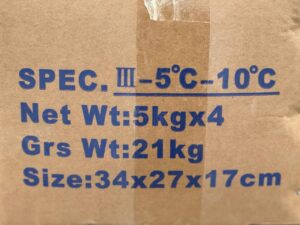 SPEC. Ⅲ-5℃-10℃
Net Wt:5kgx4
Grs Wt:21kg
Size:34x27x17cm